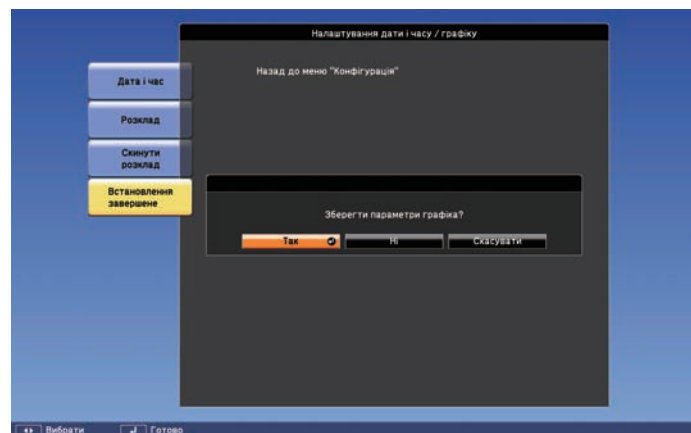 Налаштування дати і часу / графіку
Дата і час
Розклад
Скинути
розклад
Встановлення
завершене
Назад до меню "Конфігурація"
Зберегти параметри графіка?
Так
Ні
Скасувати
Вибрати
Готово